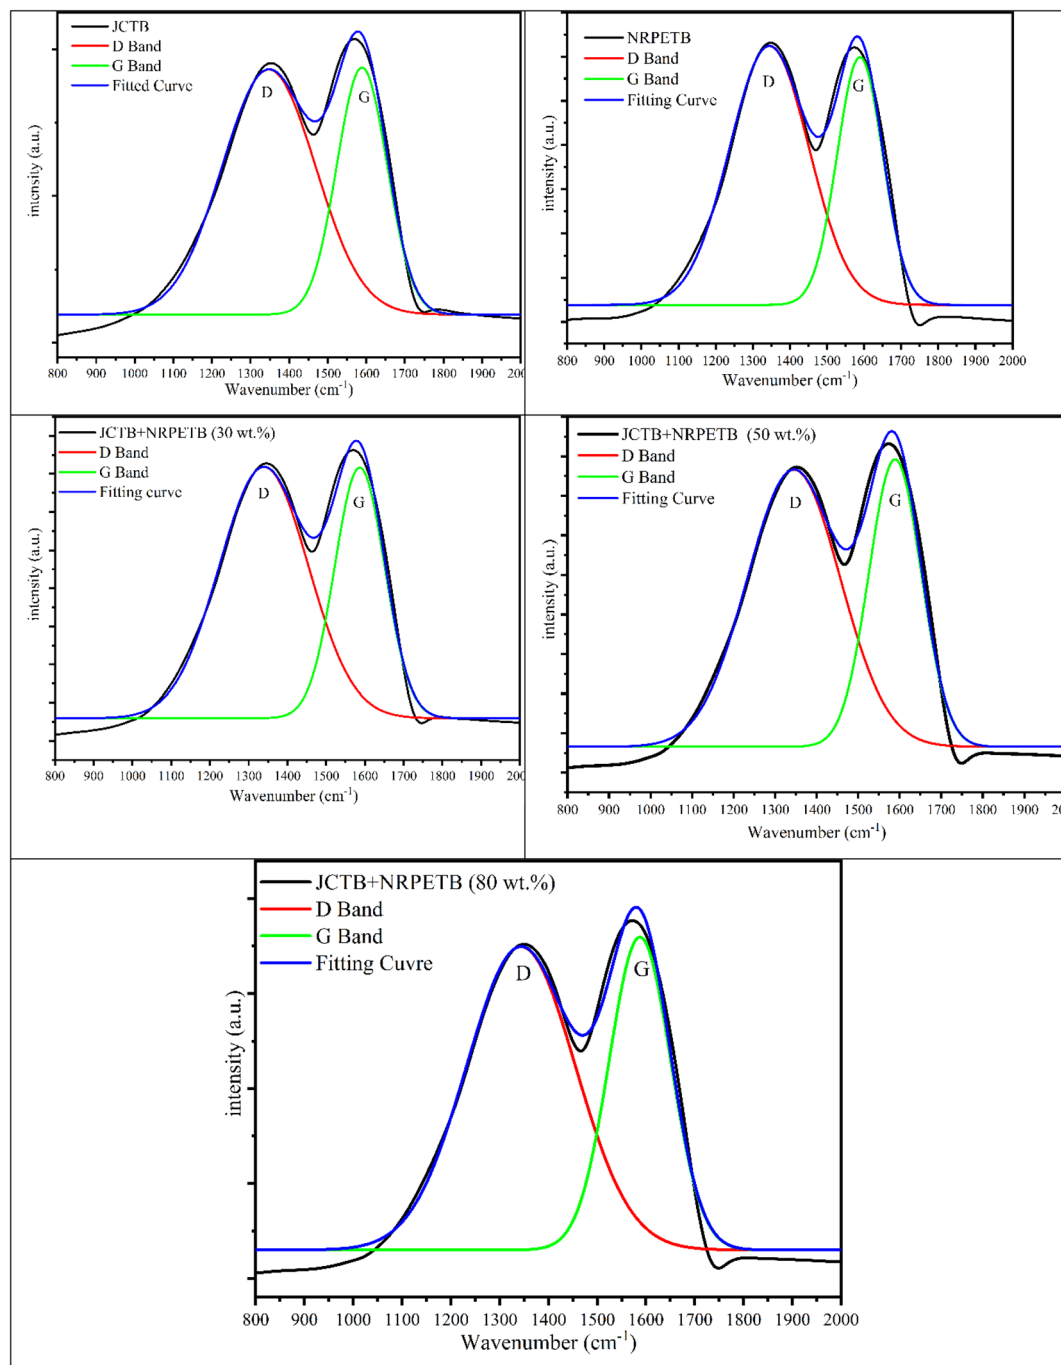 JCTB
D Band
G Band
Fitted Curve
D
G
intensity (a.u.)
800 900 1000 1100 1200 1300 1400 1500 1600 1700 1800 1900 200
Wavenumber (cm-1)
NRPETB
D Band
G Band
Fitting Curve
D
G
intensity (a.u.)
800 900 1000 1100 1200 1300 1400 1500 1600 1700 1800 1900 2000
Wavenumber (cm-1)
JCTB+NRPETB (30 wt.%)
D Band
G Band
Fitting curve
D
G
intensity (a.u.)
800 900 1000 1100 1200 1300 1400 1500 1600 1700 1800 1900 200
Wavenumber (cm-1)
JCTB+NRPETB (50 wt.%)
D Band
G Band
Fitting Curve
D
G
intensity (a.u.)
800 900 1000 1100 1200 1300 1400 1500 1600 1700 1800 1900 20
Wavenumber (cm-1)
JCTB+NRPETB (80 wt.%)
D Band
G Band
Fitting Cuvre
D
G
intensity (a.u.)
800 900 1000 1100 1200 1300 1400 1500 1600 1700 1800 1900 2000
Wavenumber (cm-1)